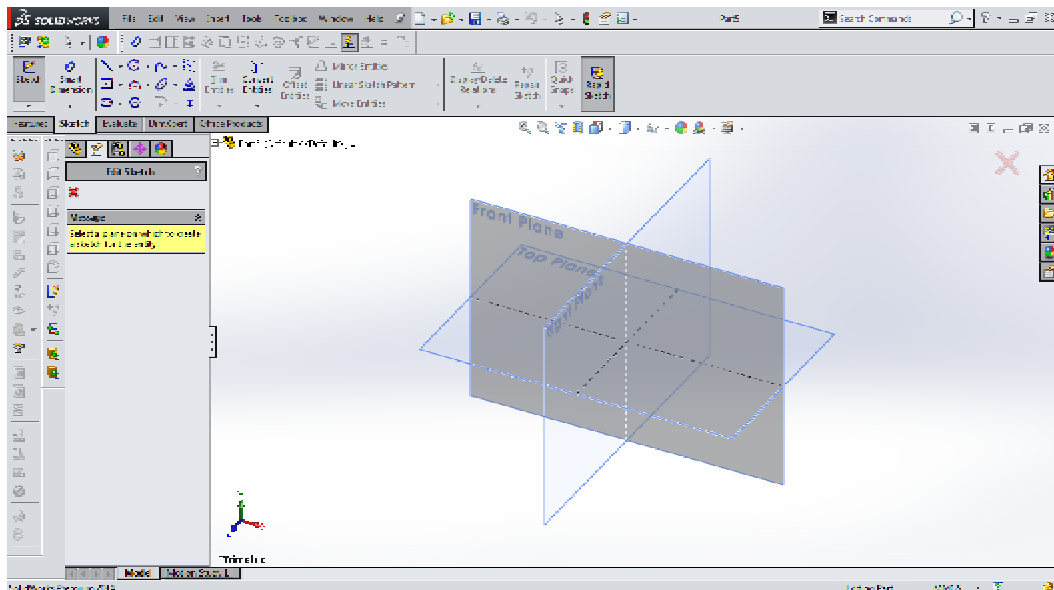 SOLIDWORKS File Edit View Insert Tools Toolbox Window Help Part5 Search Commands
Sketch Smart Dimension Trim Entities Convert Entities Offset Entities Mirror Entities Linear Sketch Pattern Move Entities Display/Delete Relations Repair Sketch Quick Snaps Rapid Sketch
Features Sketch Evaluate DimXpert Office Products
Edit Sketch
Message
Select a plane on which to create
a sketch for the entity
Front Plane
Top Plane
Right Plane
*Trimetric
Model Motion Study 1
Editing Part